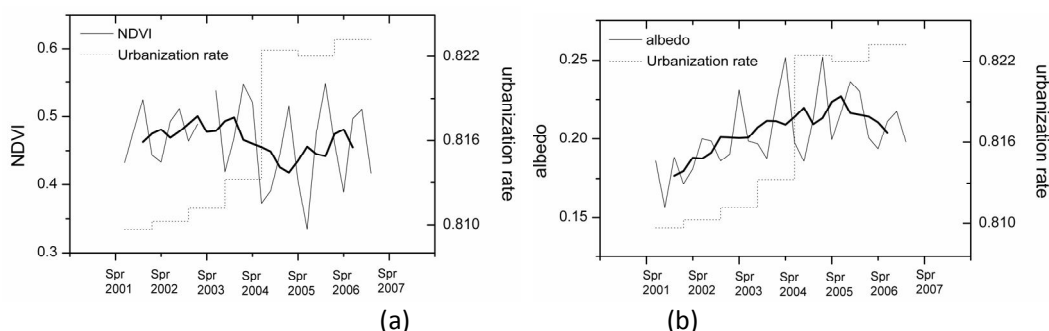 NDVI
Urbanization rate
0.6
0.5
0.4
0.3
NDVI
0.822
0.816
0.810
urbanization rate
Spr 2001
Spr 2002
Spr 2003
Spr 2004
Spr 2005
Spr 2006
Spr 2007
(a)
albedo
Urbanization rate
0.25
0.20
0.15
albedo
0.822
0.816
0.810
urbanization rate
Spr 2001
Spr 2002
Spr 2003
Spr 2004
Spr 2005
Spr 2006
Spr 2007
(b)